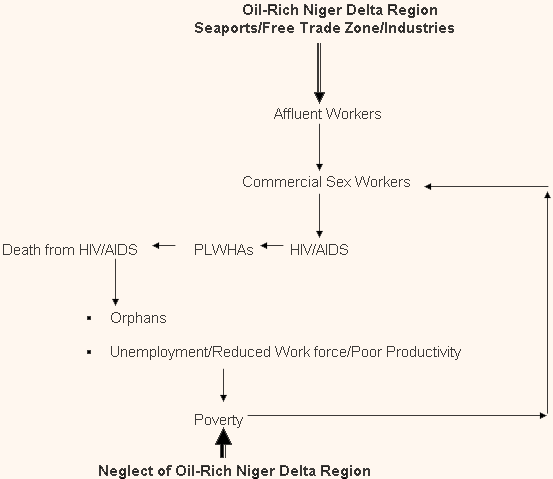 Oil-Rich Niger Delta Region
Seaports/Free Trade Zone/Industries
Affluent Workers
Commercial Sex Workers
Death from HIV/AIDS
PLWHAs
HIV/AIDS
▪ Orphans
▪ Unemployment/Reduced Work force/Poor Productivity
Poverty
Neglect of Oil-Rich Niger Delta Region